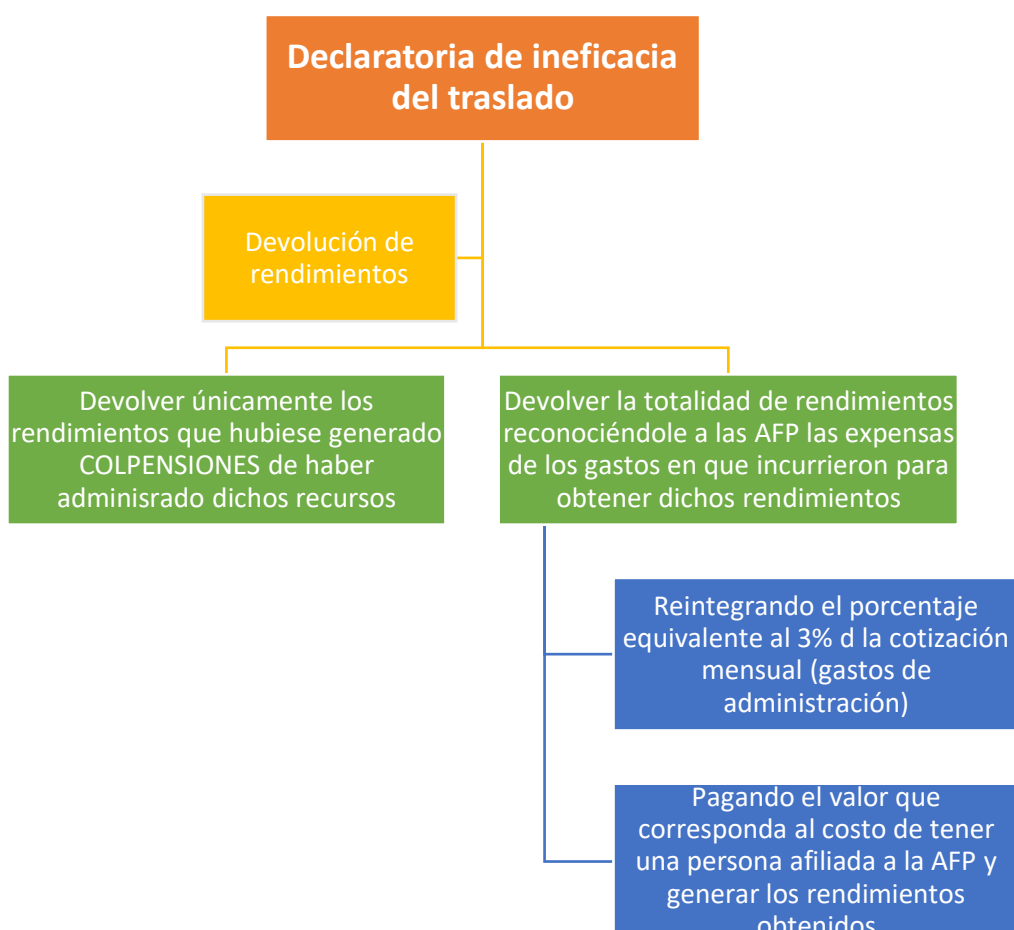 Declaratoria de ineficacia
del traslado
Devolución de
rendimientos
Devolver únicamente los
rendimientos que hubiese generado
COLPENSIONES de haber
adminisrado dichos recursos
Devolver la totalidad de rendimientos
reconociéndole a las AFP las expensas
de los gastos en que incurrieron para
obtener dichos rendimientos
Reintegrando el porcentaje
equivalente al 3% d la cotización
mensual (gastos de
administración)
Pagando el valor que
corresponda al costo de tener
una persona afiliada a la AFP y
generar los rendimientos
obtenidos